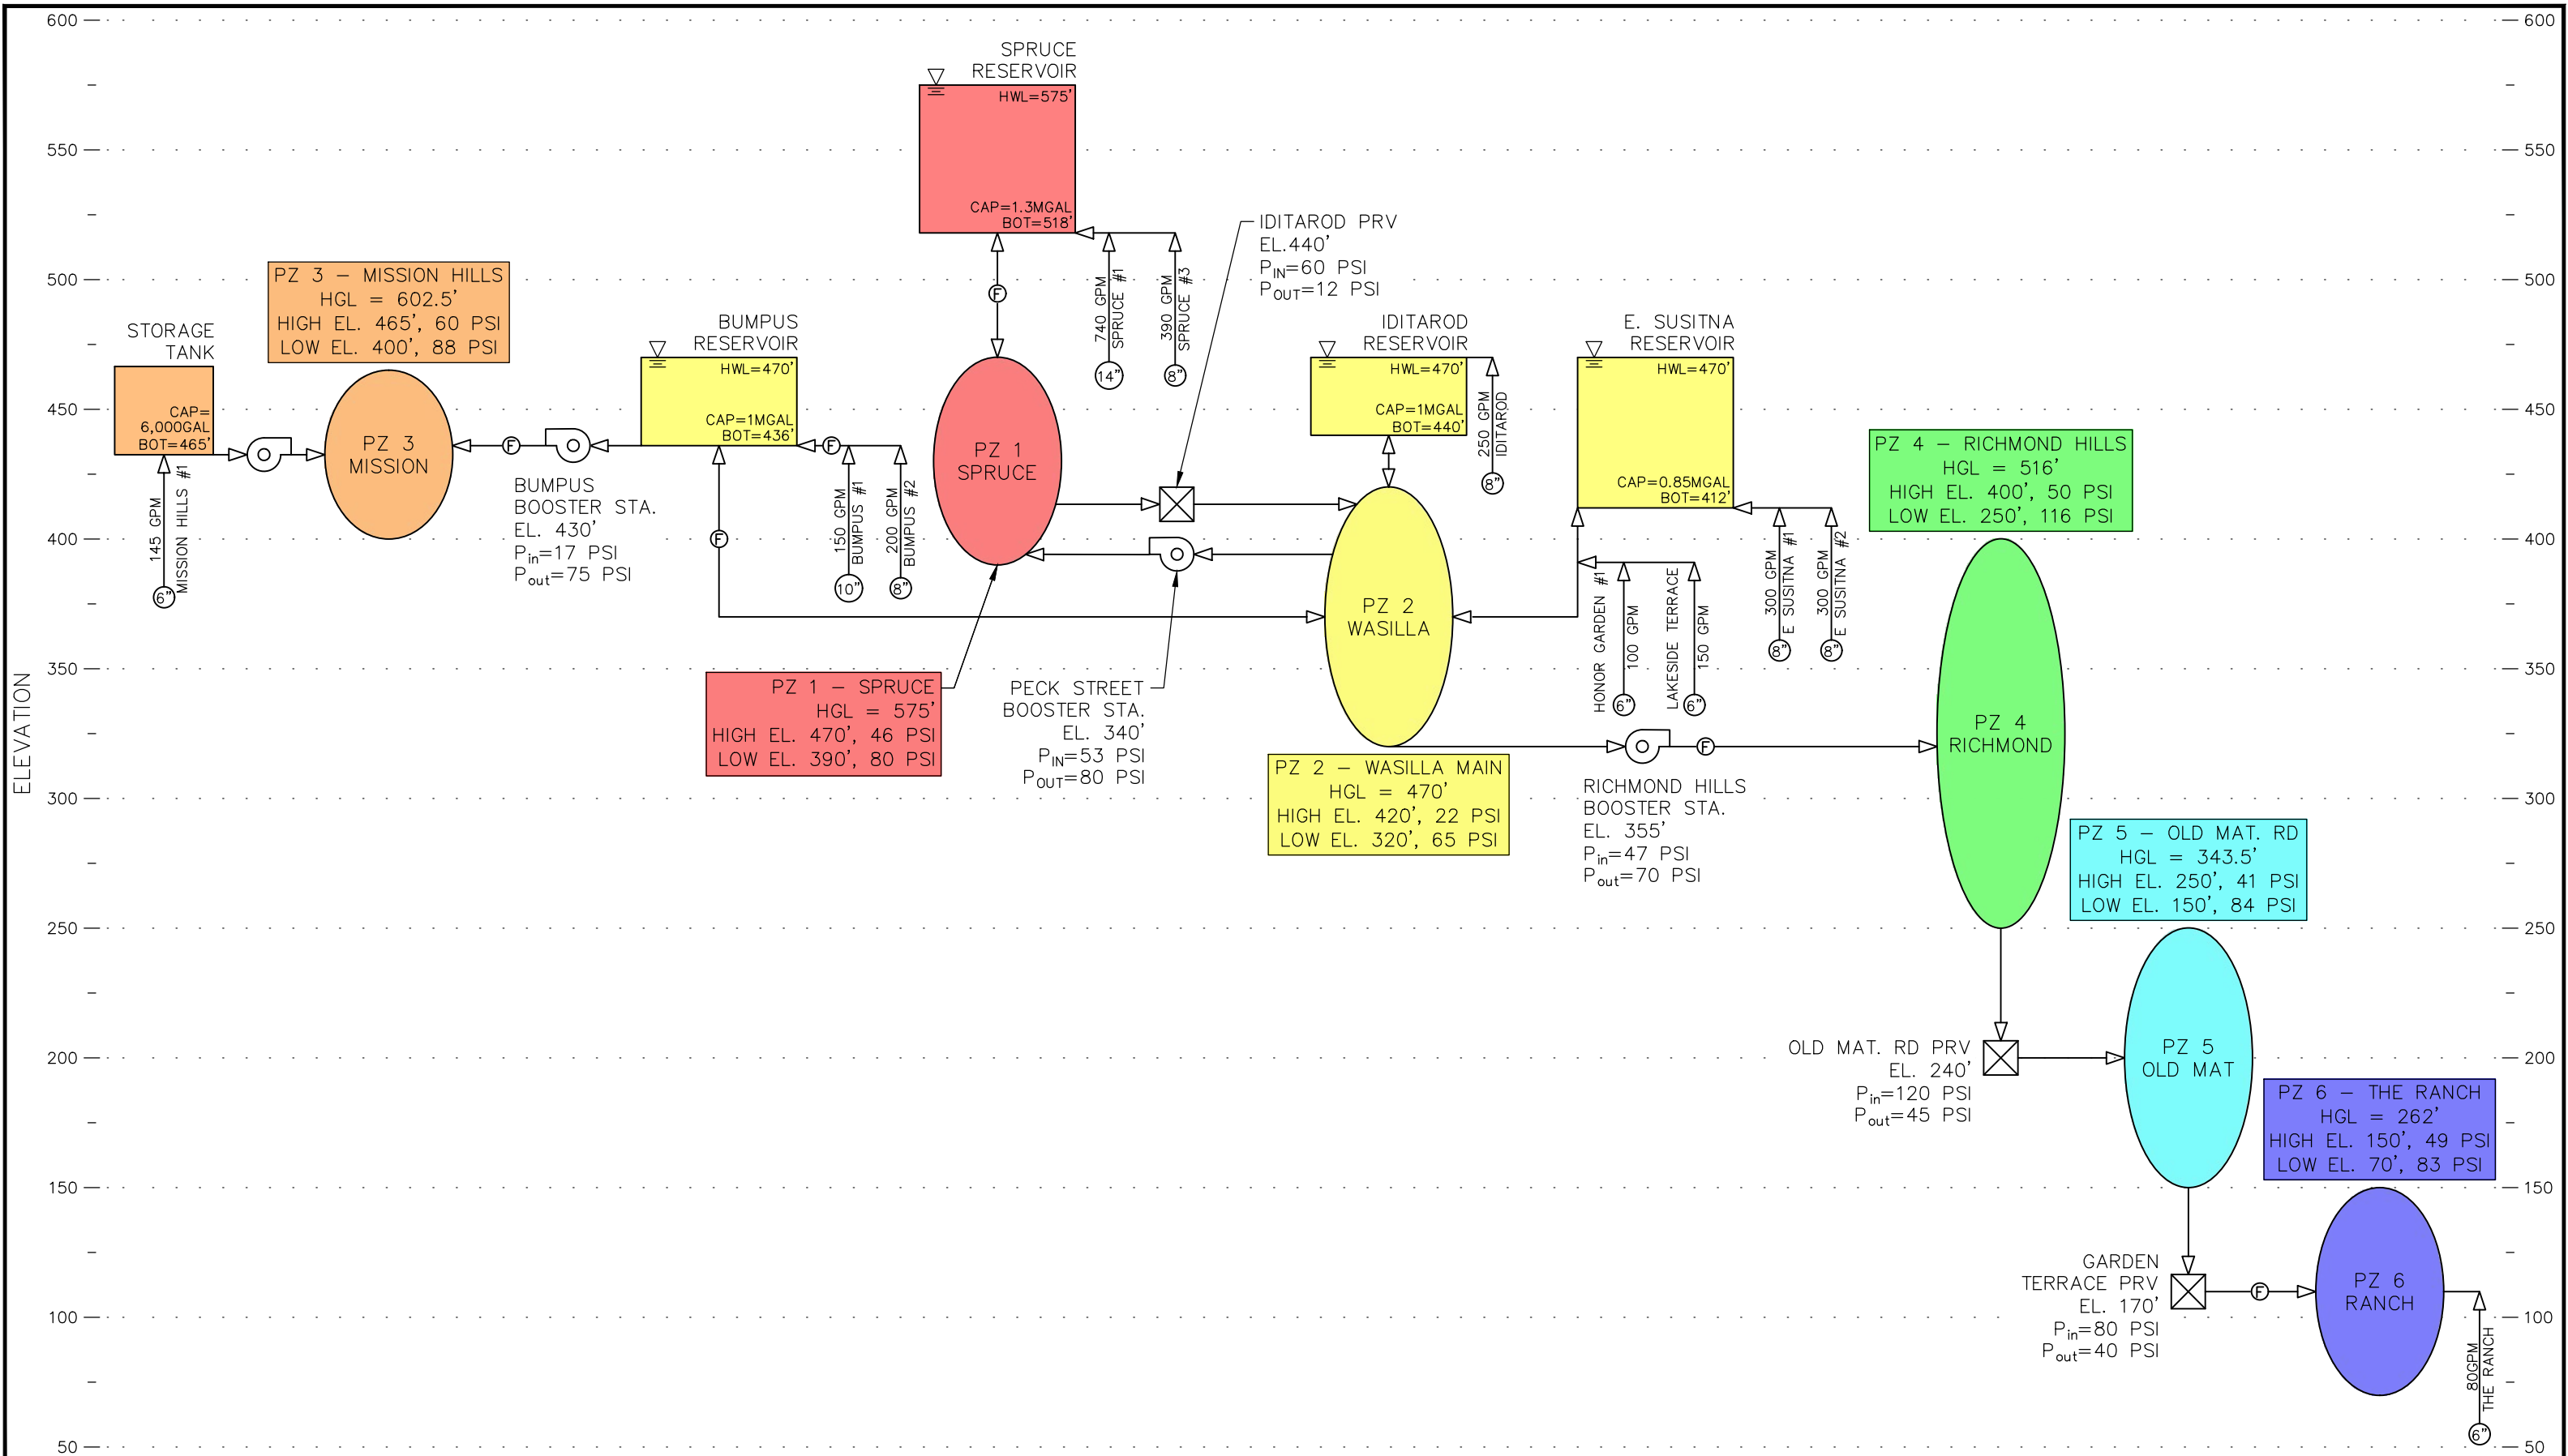 600
550
500
450
400
350
300
250
200
150
100
50
ELEVATION
STORAGE
TANK
CAP=
6,000GAL
BOT=465'
145 GPM
MISSION HILLS #1
6"
PZ 3 – MISSION HILLS
HGL = 602.5'
HIGH EL. 465', 60 PSI
LOW EL. 400', 88 PSI
PZ 3
MISSION
F
BUMPUS
BOOSTER STA.
EL. 430'
Pin=17 PSI
Pout=75 PSI
BUMPUS
RESERVOIR
HWL=470'
CAP=1MGAL
BOT=436'
F
F
150 GPM
BUMPUS #1
10"
200 GPM
BUMPUS #2
8"
SPRUCE
RESERVOIR
HWL=575'
CAP=1.3MGAL
BOT=518'
F
740 GPM
SPRUCE #1
14"
390 GPM
SPRUCE #3
8"
PZ 1
SPRUCE
PZ 1 – SPRUCE
HGL = 575'
HIGH EL. 470', 46 PSI
LOW EL. 390', 80 PSI
IDITAROD PRV
EL.440'
PIN=60 PSI
POUT=12 PSI
PECK STREET
BOOSTER STA.
EL. 340'
PIN=53 PSI
POUT=80 PSI
IDITAROD
RESERVOIR
HWL=470'
CAP=1MGAL
BOT=440'
250 GPM
IDITAROD
8"
PZ 2
WASILLA
PZ 2 – WASILLA MAIN
HGL = 470'
HIGH EL. 420', 22 PSI
LOW EL. 320', 65 PSI
E. SUSITNA
RESERVOIR
HWL=470'
CAP=0.85MGAL
BOT=412'
HONOR GARDEN #1
100 GPM
6"
LAKESIDE TERRACE
150 GPM
6"
300 GPM
E SUSITNA #1
8"
300 GPM
E SUSITNA #2
8"
F
RICHMOND HILLS
BOOSTER STA.
EL. 355'
Pin=47 PSI
Pout=70 PSI
PZ 4 – RICHMOND HILLS
HGL = 516'
HIGH EL. 400', 50 PSI
LOW EL. 250', 116 PSI
PZ 4
RICHMOND
OLD MAT. RD PRV
EL. 240'
Pin=120 PSI
Pout=45 PSI
PZ 5 – OLD MAT. RD
HGL = 343.5'
HIGH EL. 250', 41 PSI
LOW EL. 150', 84 PSI
PZ 5
OLD MAT
GARDEN
TERRACE PRV
EL. 170'
Pin=80 PSI
Pout=40 PSI
F
PZ 6 – THE RANCH
HGL = 262'
HIGH EL. 150', 49 PSI
LOW EL. 70', 83 PSI
PZ 6
RANCH
80GPM
THE RANCH
6"
600
550
500
450
400
350
300
250
200
150
100
50